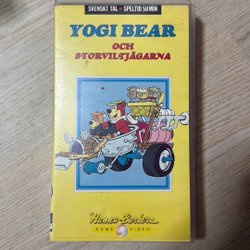 SVENSKT TAL - SPELTID 50 MIN
YOGI BEAR
OCH
STORVILTJÄGARNA
Hanna-Barbera
HOME VIDEO